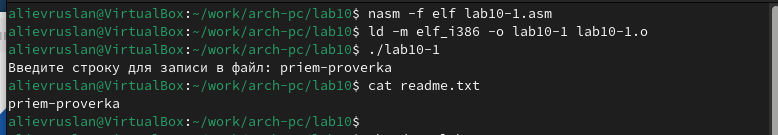 alievruslan@VirtualBox:~/work/arch-pc/lab10$ nasm -f elf lab10-1.asm
alievruslan@VirtualBox:~/work/arch-pc/lab10$ ld -m elf_i386 -o lab10-1 lab10-1.o
alievruslan@VirtualBox:~/work/arch-pc/lab10$ ./lab10-1
Введите строку для записи в файл: priem-proverka
alievruslan@VirtualBox:~/work/arch-pc/lab10$ cat readme.txt
priem-proverka
alievruslan@VirtualBox:~/work/arch-pc/lab10$